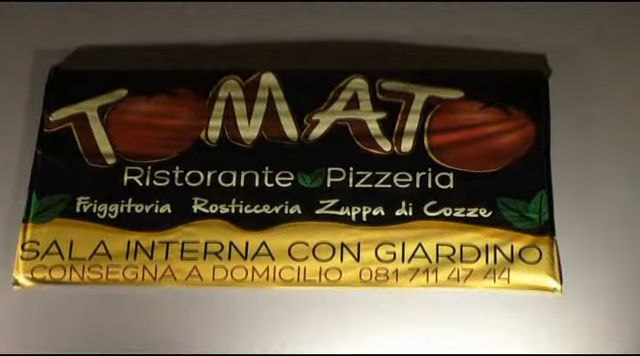 TOMATO
Ristorante Pizzeria
Friggitoria Rosticceria Zuppa di Cozze
SALA INTERNA CON GIARDINO
CONSEGNA A DOMICILIO 081 711 47 44